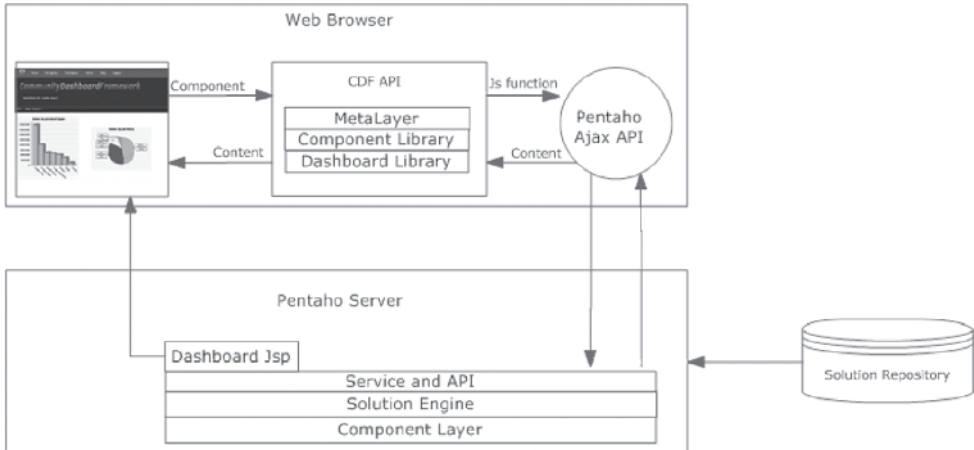 Web Browser
CommunityDashboardFramework
Component
Content
CDF API
MetaLayer
Component Library
Dashboard Library
Js function
Content
Pentaho
Ajax API
Pentaho Server
Dashboard Jsp
Service and API
Solution Engine
Component Layer
Solution Repository